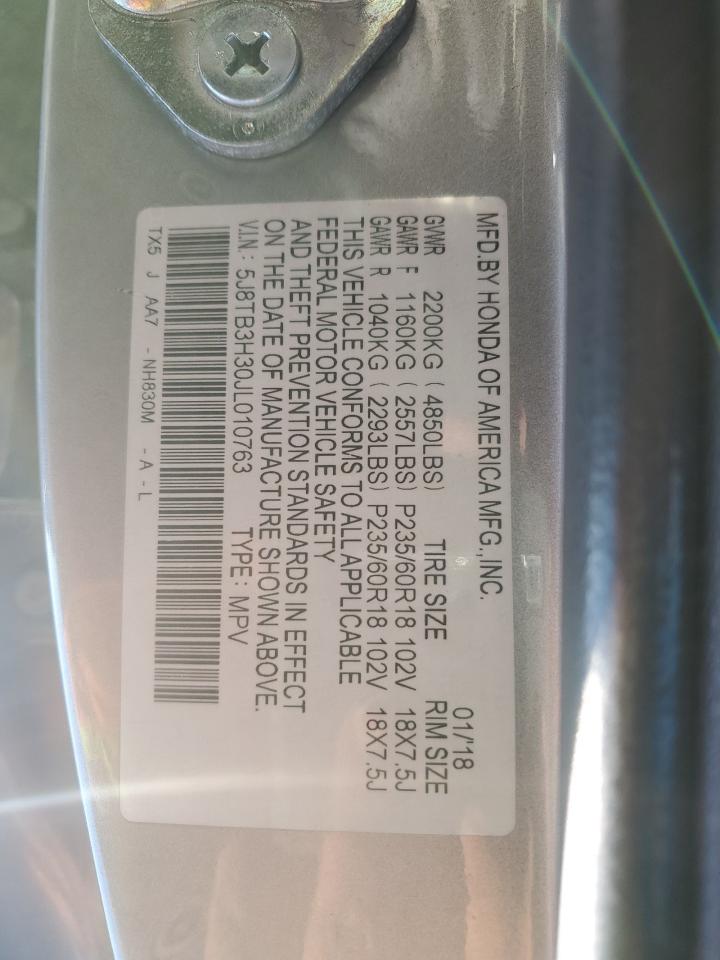 MFD.BY HONDA OF AMERICA MFG.,INC.
01/'18
GVWR 2200KG ( 4850LBS) TIRE SIZE RIM SIZE
GAWR F 1160KG ( 2557LBS) P235/60R18 102V 18X7.5J
GAWR R 1040KG ( 2293LBS) P235/60R18 102V 18X7.5J
THIS VEHICLE CONFORMS TO ALL APPLICABLE
FEDERAL MOTOR VEHICLE SAFETY
AND THEFT PREVENTION STANDARDS IN EFFECT
ON THE DATE OF MANUFACTURE SHOWN ABOVE.
V.I.N.: 5J8TB3H30JL010763 TYPE: MPV
TX5 J AA7 - NH830M - A - L